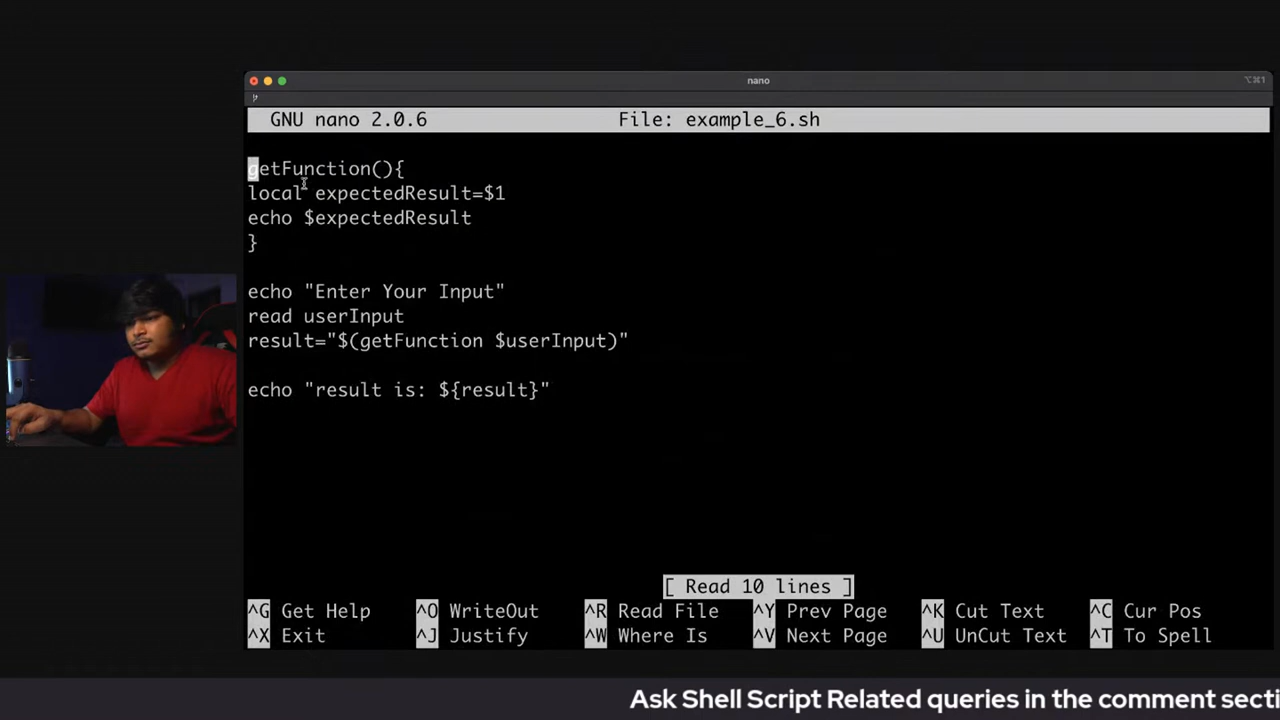 nano
⌥⌘1
GNU nano 2.0.6 File: example_6.sh
getFunction(){
local expectedResult=$1
echo $expectedResult
}
echo "Enter Your Input"
read userInput
result="$(getFunction $userInput)"
echo "result is: ${result}"
[ Read 10 lines ]
^G Get Help ^O WriteOut ^R Read File ^Y Prev Page ^K Cut Text ^C Cur Pos
^X Exit ^J Justify ^W Where Is ^V Next Page ^U UnCut Text ^T To Spell
Ask Shell Script Related queries in the comment secti